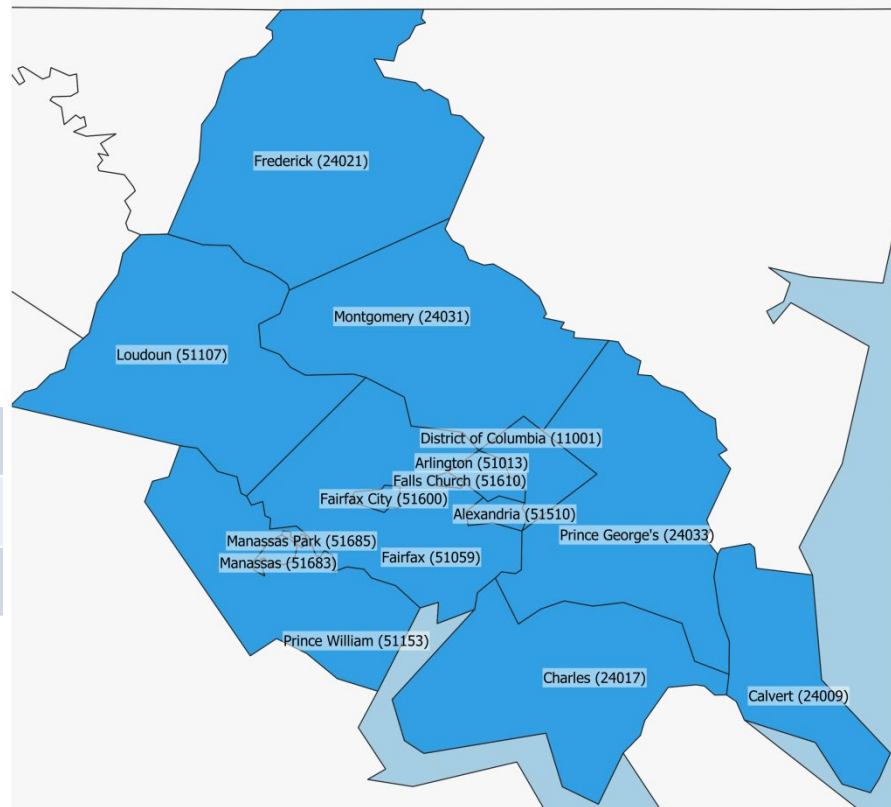 Frederick (24021)
Montgomery (24031)
Loudoun (51107)
District of Columbia (11001)
Arlington (51013)
Falls Church (51610)
Fairfax City (51600)
Alexandria (51510)
Prince George's (24033)
Manassas Park (51685)
Fairfax (51059)
Manassas (51683)
Prince William (51153)
Charles (24017)
Calvert (24009)